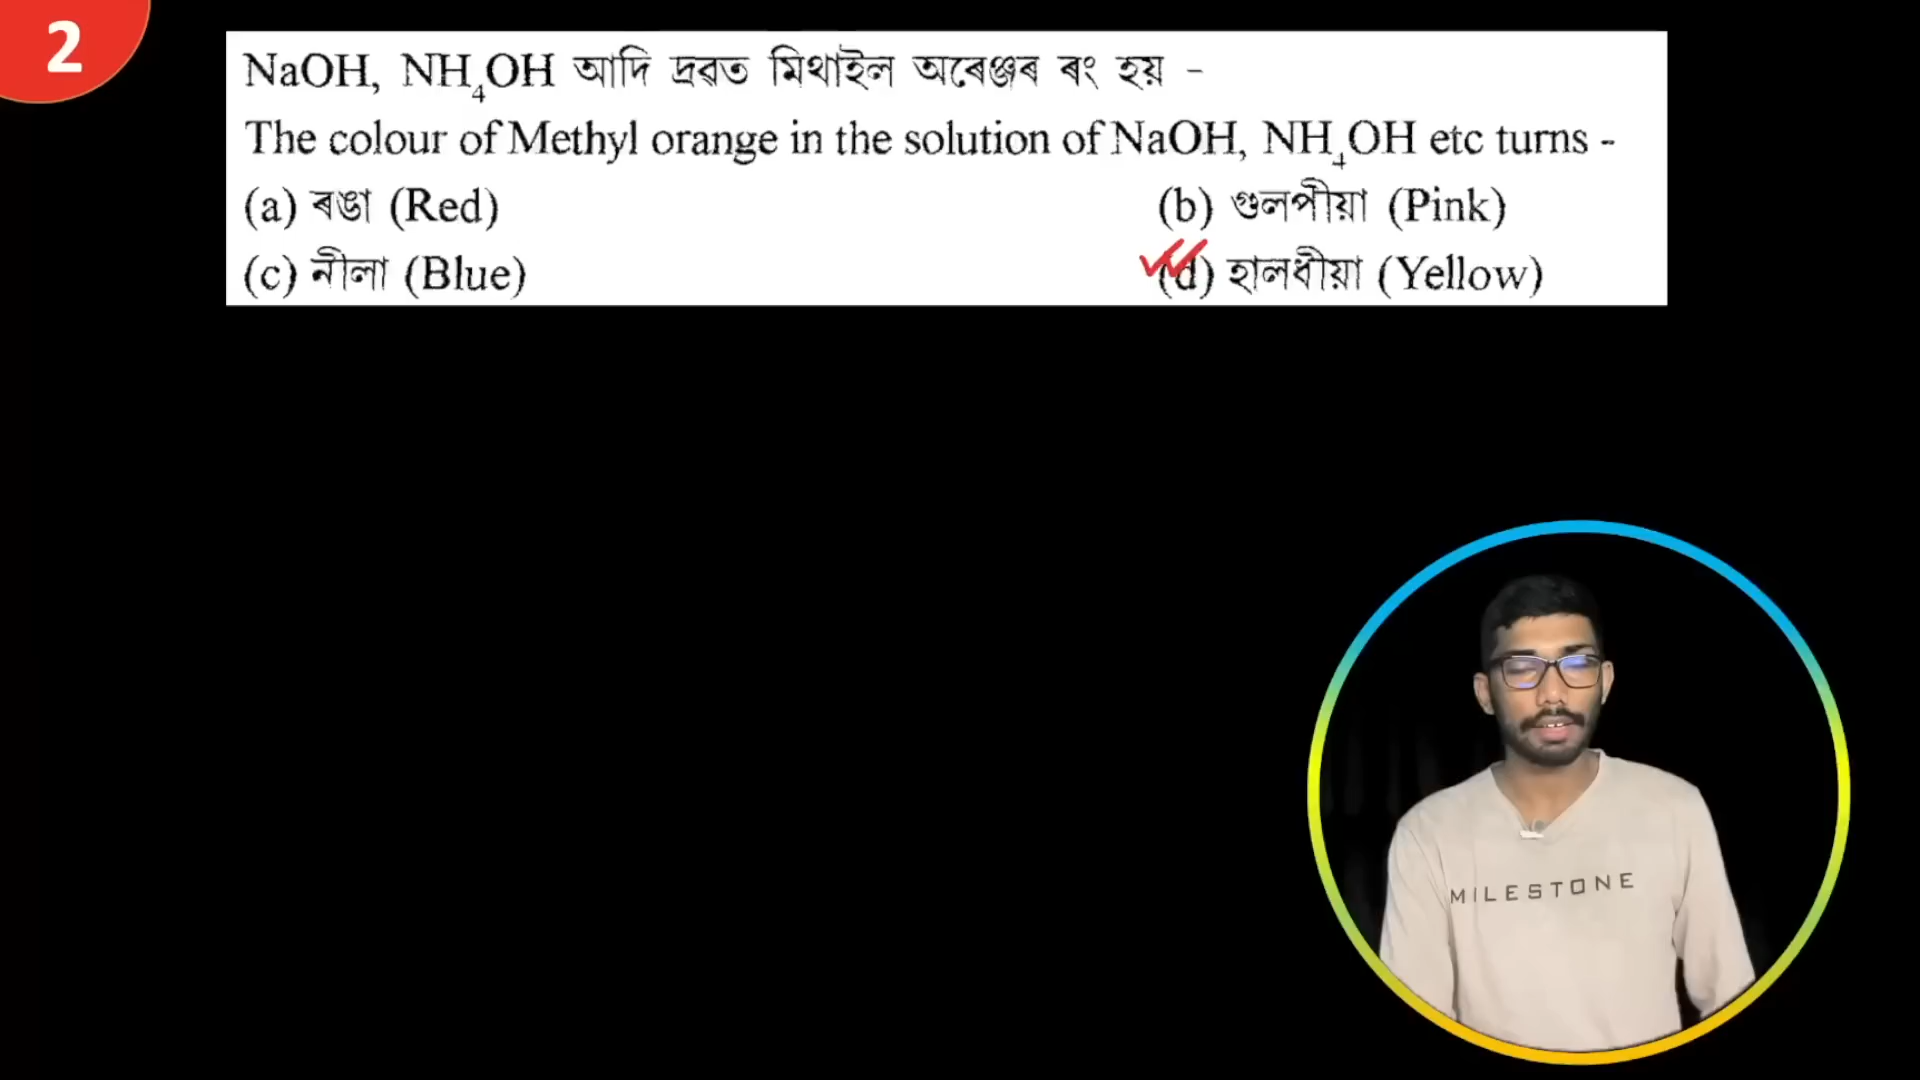 2
NaOH, NH₄OH আদি দ্ৰৱত মিথাইল অৰেঞ্জৰ ৰং হয় -
The colour of Methyl orange in the solution of NaOH, NH₄OH etc turns -
(a) ৰঙা (Red) (b) গুলপীয়া (Pink)
(c) নীলা (Blue) (d) হালধীয়া (Yellow)
MILESTONE